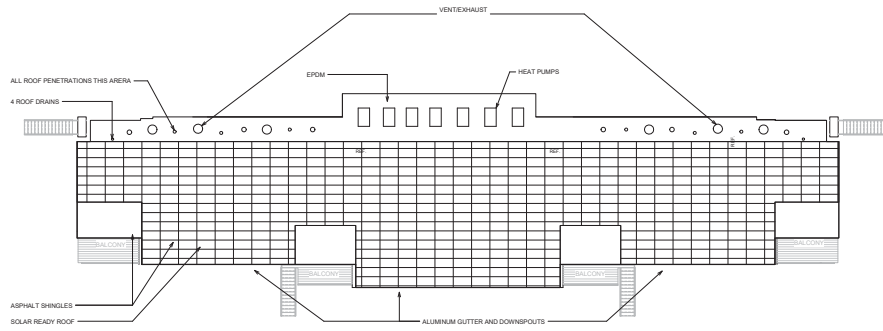 VENT/EXHAUST
EPDM
HEAT PUMPS
ALL ROOF PENETRATIONS THIS ARERA
4 ROOF DRAINS
REF.
REF.
REF.
BALCONY
BALCONY
BALCONY
BALCONY
ASPHALT SHINGLES
SOLAR READY ROOF
ALUMINUM GUTTER AND DOWNSPOUTS